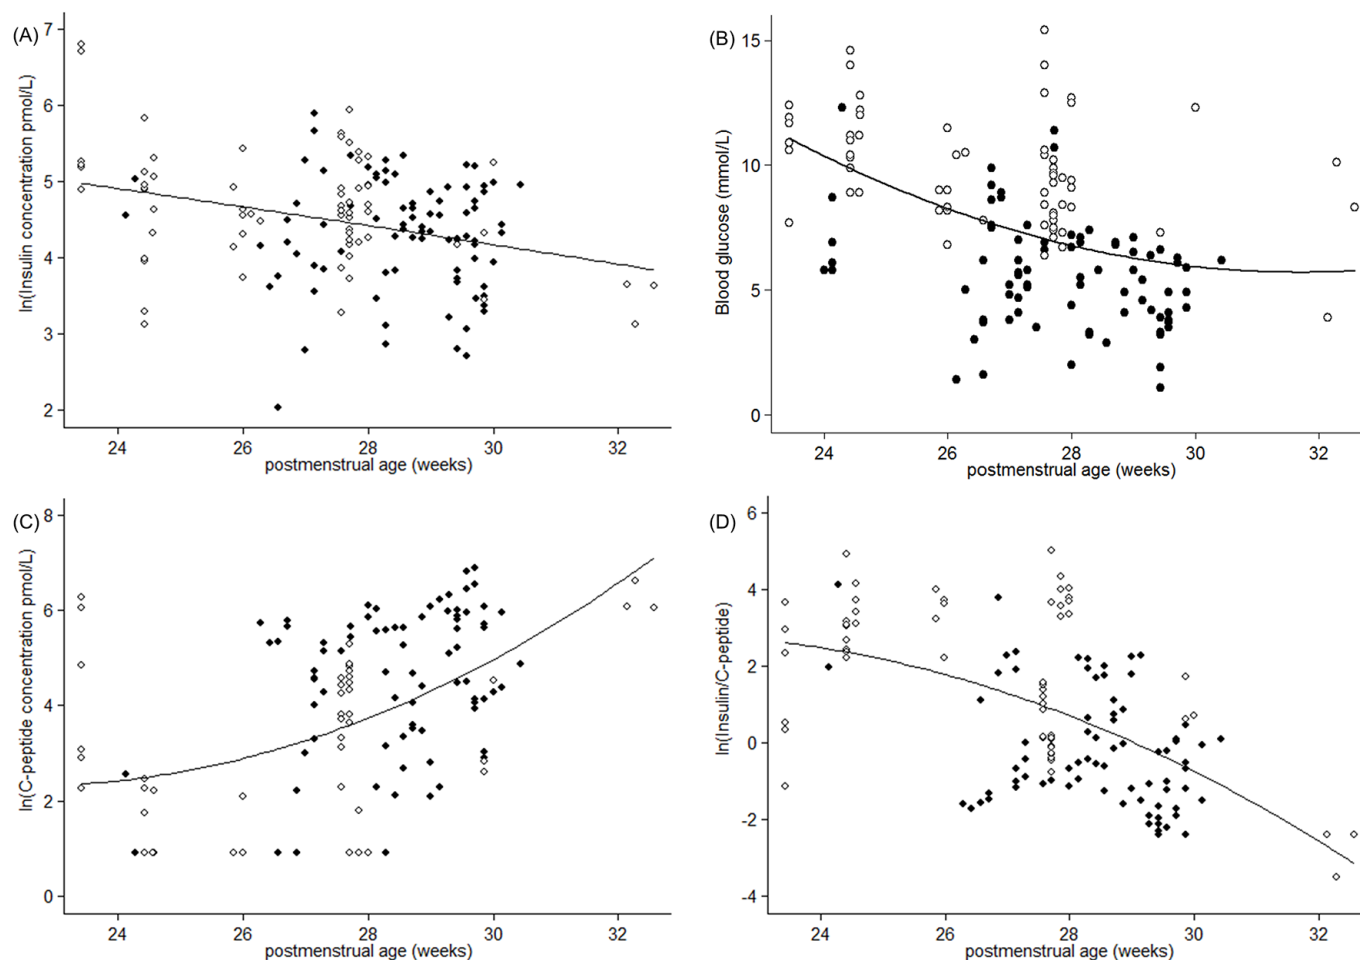 (A)
ln(Insulin concentration pmol/L)
7
6
5
4
3
2
24 26 28 30 32
postmenstrual age (weeks)
(B)
Blood glucose (mmol/L)
15
10
5
0
24 26 28 30 32
postmenstrual age (weeks)
(C)
ln(C-peptide concentration pmol/L)
8
6
4
2
0
24 26 28 30 32
postmenstrual age (weeks)
(D)
ln(Insulin/C-peptide)
6
4
2
0
-2
-4
24 26 28 30 32
postmenstrual age (weeks)